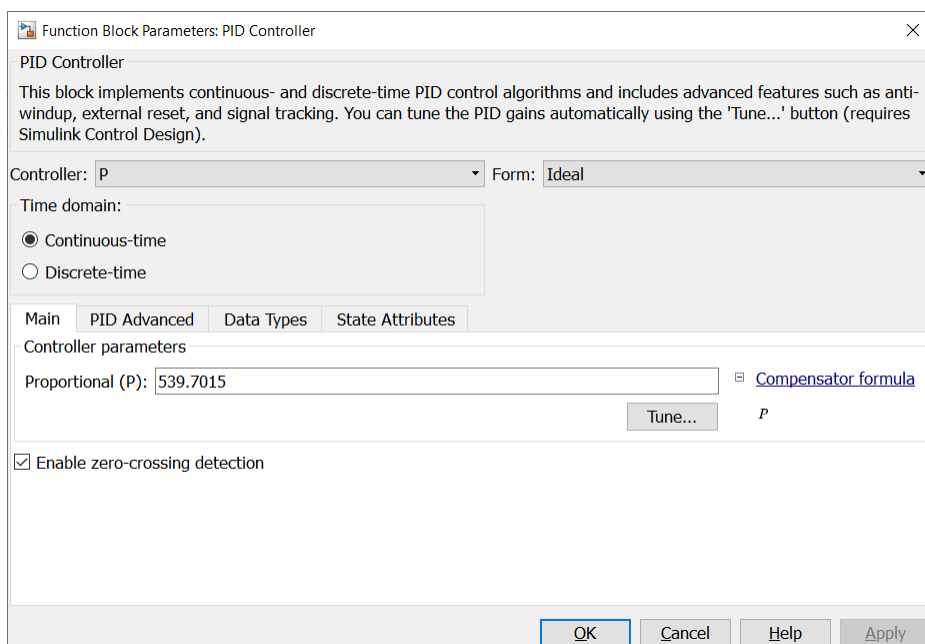 Function Block Parameters: PID Controller
PID Controller
This block implements continuous- and discrete-time PID control algorithms and includes advanced features such as anti-
windup, external reset, and signal tracking. You can tune the PID gains automatically using the 'Tune...' button (requires
Simulink Control Design).
Controller: P Form: Ideal
Time domain:
Continuous-time
Discrete-time
Main PID Advanced Data Types State Attributes
Controller parameters
Proportional (P): 539.7015 Compensator formula
Tune... P
Enable zero-crossing detection
OK Cancel Help Apply